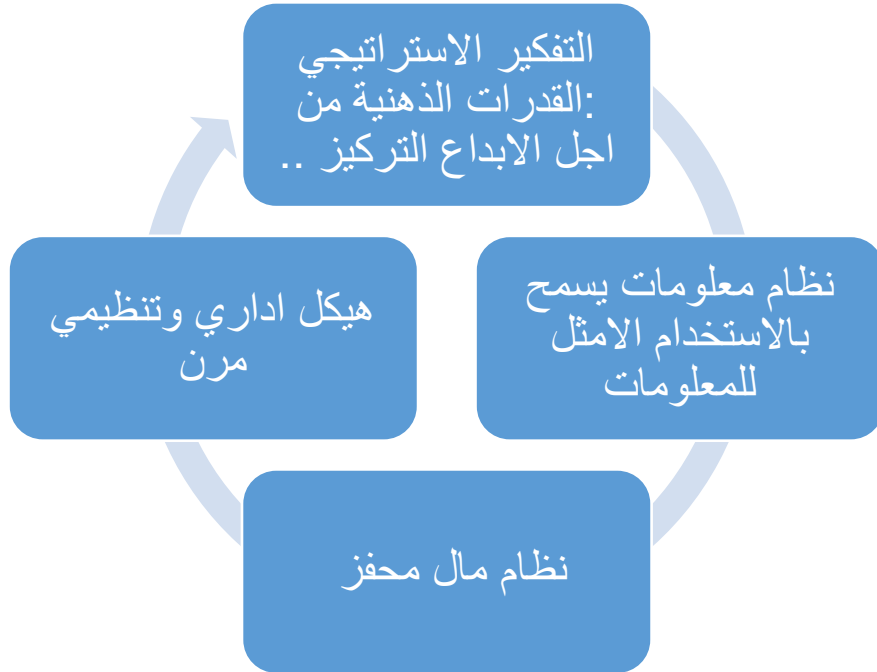 التفكير الاستراتيجي
:القدرات الذهنية من
اجل الابداع التركيز ..
نظام معلومات يسمح
بالاستخدام الامثل
للمعلومات
نظام مال محفز
هيكل اداري وتنظيمي
مرن